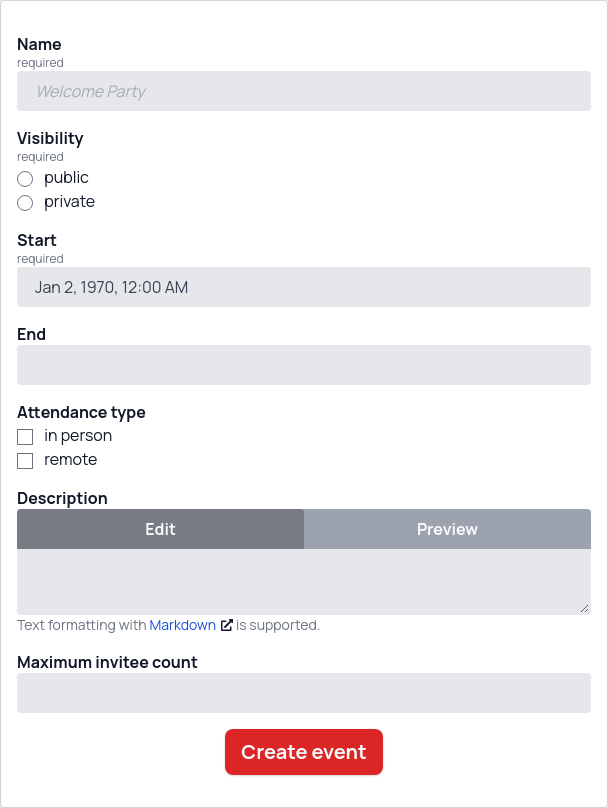 Name
required
Welcome Party
Visibility
required
public
private
Start
required
Jan 2, 1970, 12:00 AM
End
Attendance type
in person
remote
Description
Edit Preview
Text formatting with Markdown is supported.
Maximum invitee count
Create event